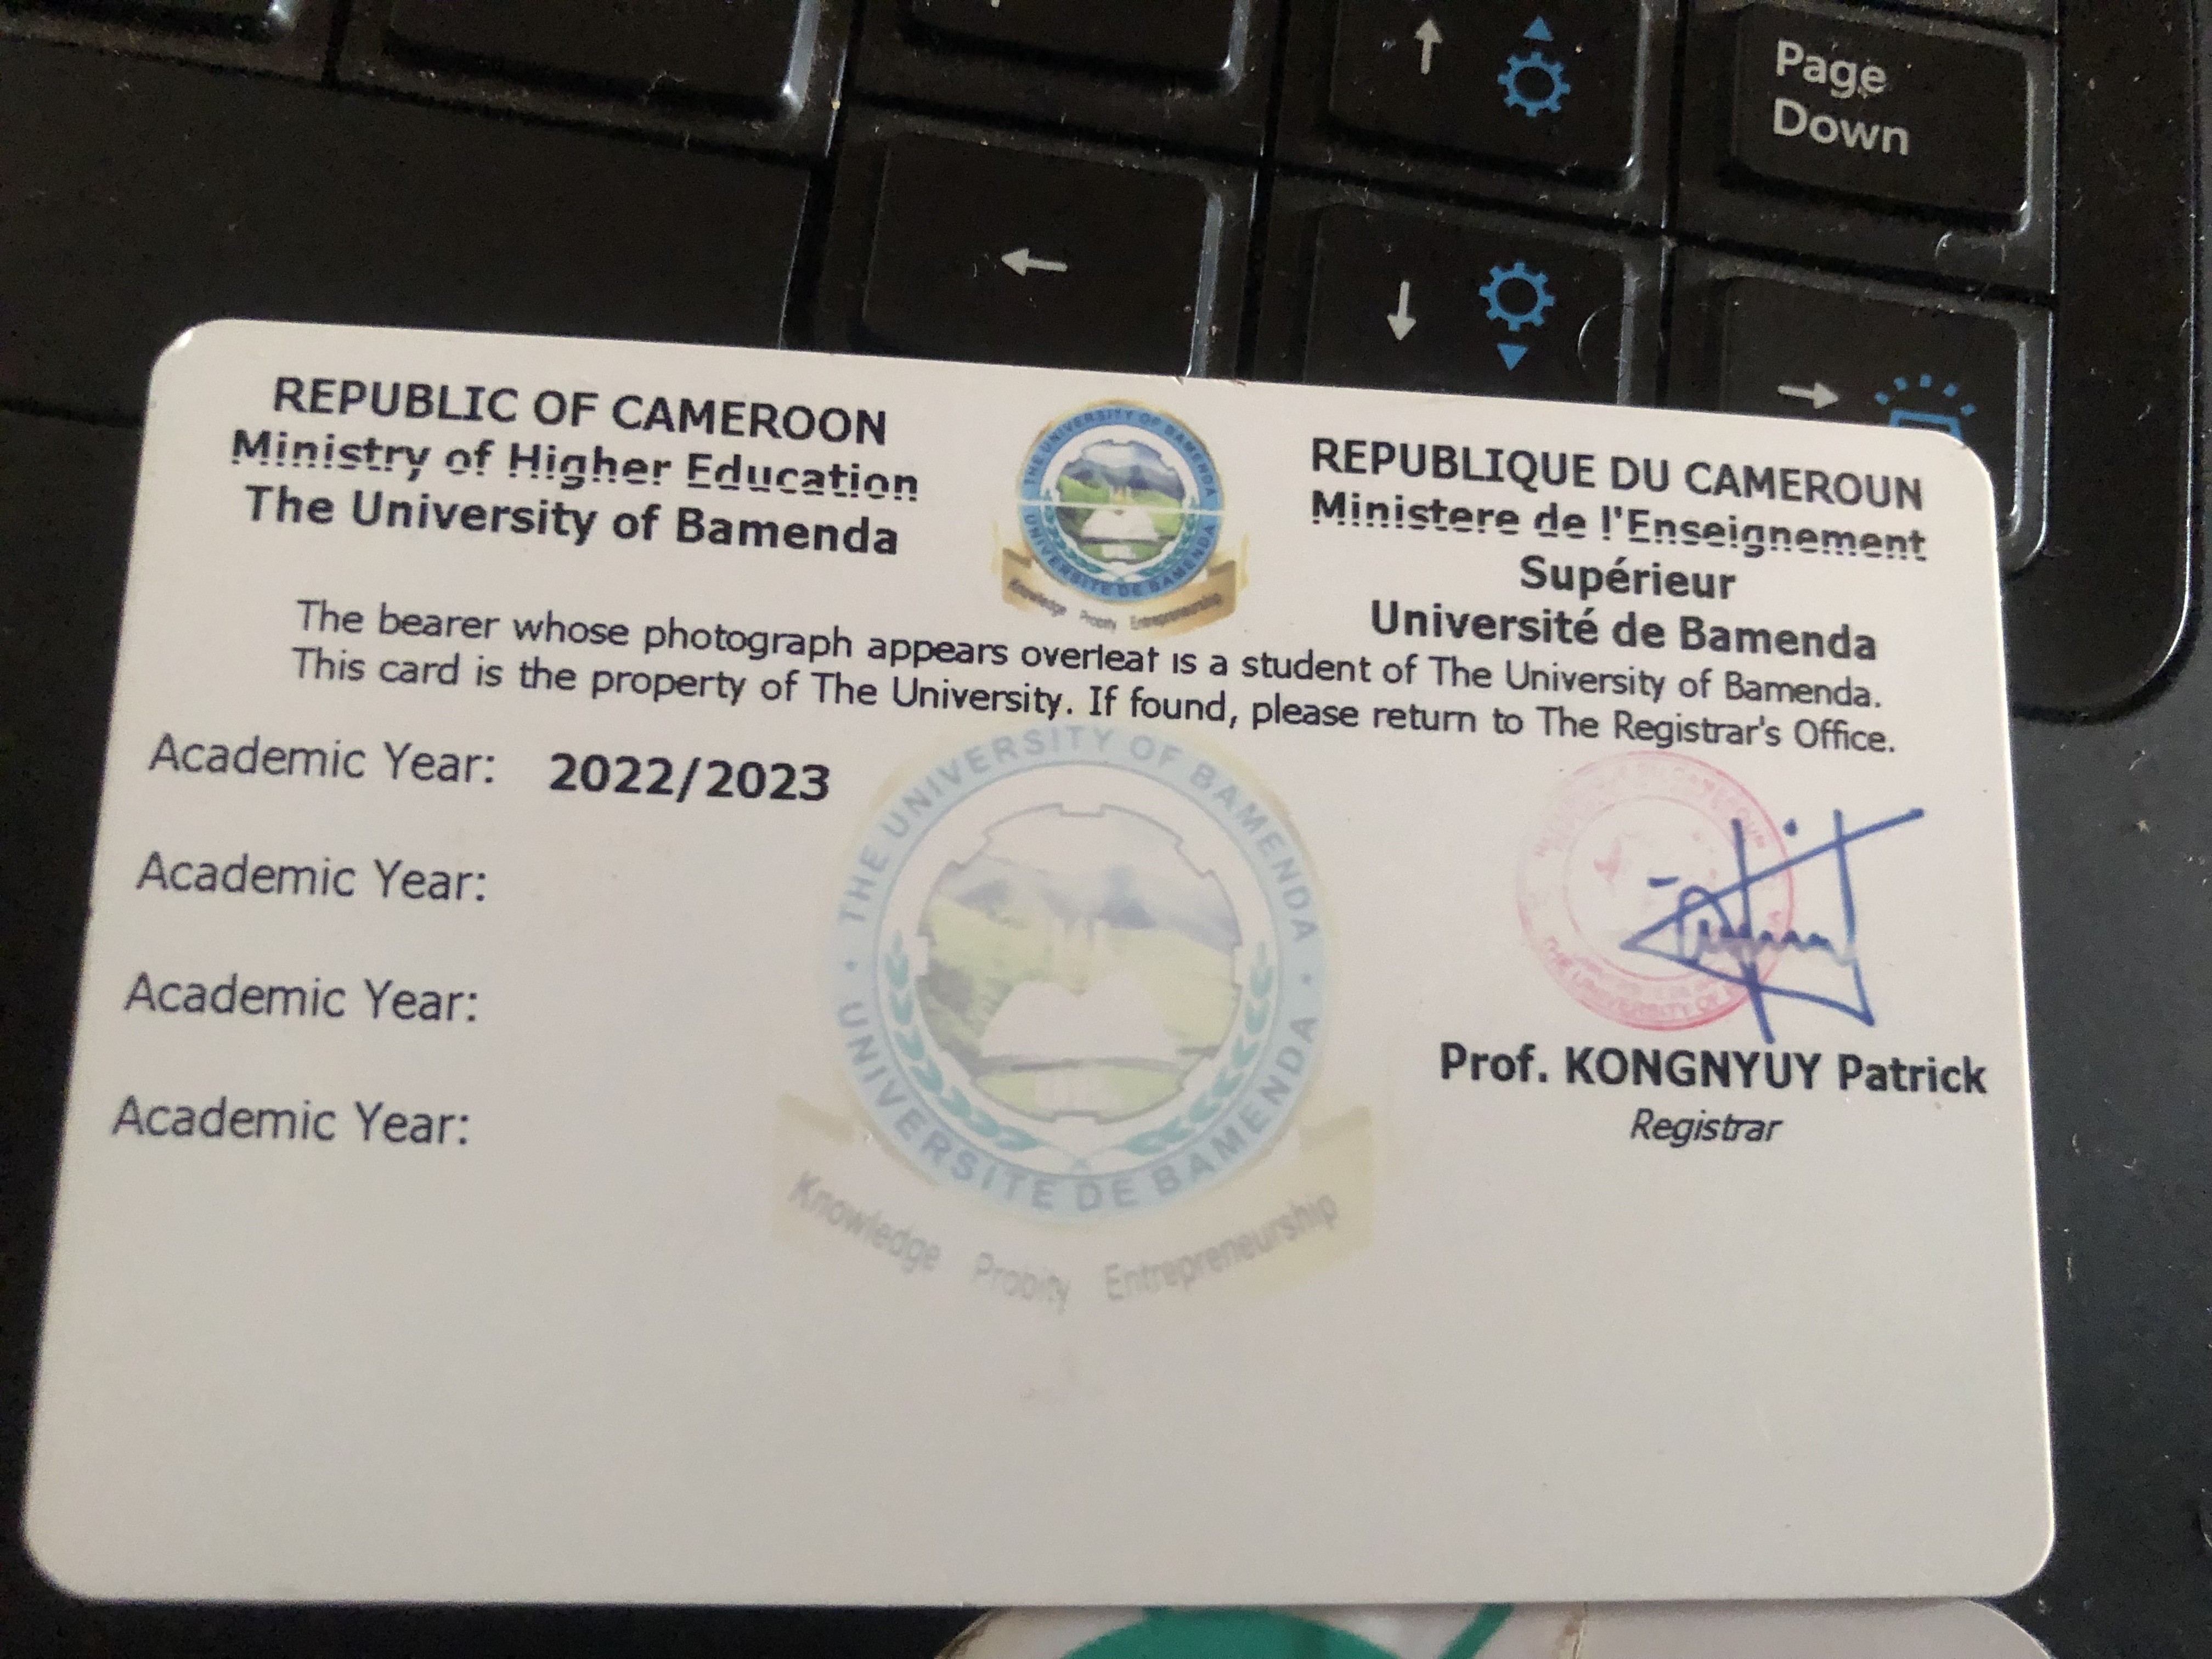 Page
Down
REPUBLIC OF CAMEROON
Ministry of Higher Education
The University of Bamenda
THE UNIVERSITY OF BAMENDA
UNIVERSITE DE BAMENDA
Knowledge Probity Entrepreneurship
REPUBLIQUE DU CAMEROUN
Ministere de l'Enseignement
Supérieur
Université de Bamenda
The bearer whose photograph appears overleaf is a student of The University of Bamenda.
This card is the property of The University. If found, please return to The Registrar's Office.
Academic Year: 2022/2023
Academic Year:
Academic Year:
Academic Year:
THE UNIVERSITY OF BAMENDA
UNIVERSITE DE BAMENDA
Knowledge Probity Entrepreneurship
THE UNIVERSITY OF
Prof. KONGNYUY Patrick
Registrar